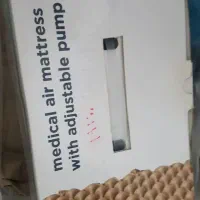 medical air mattress
with adjustable pump